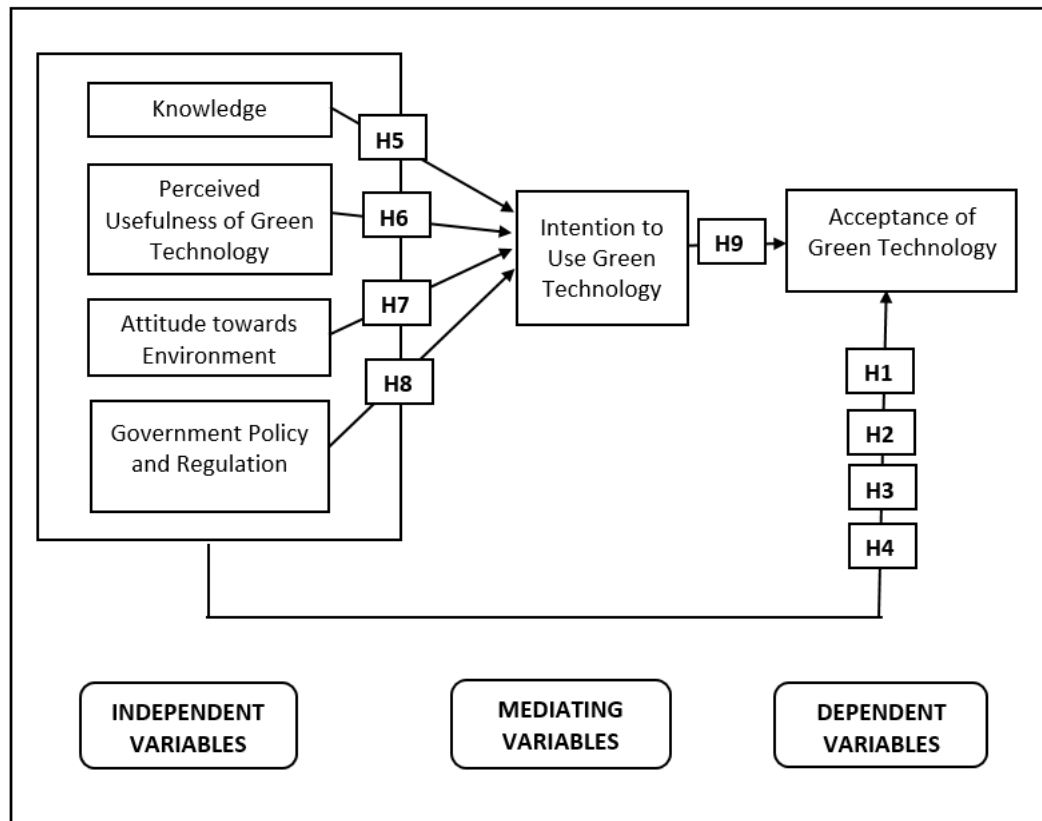 Knowledge
H5
Perceived
Usefulness of Green
Technology
H6
Attitude towards
Environment
H7
Government Policy
and Regulation
H8
Intention to
Use Green
Technology
H9
Acceptance of
Green Technology
H1
H2
H3
H4
INDEPENDENT
VARIABLES
MEDIATING
VARIABLES
DEPENDENT
VARIABLES